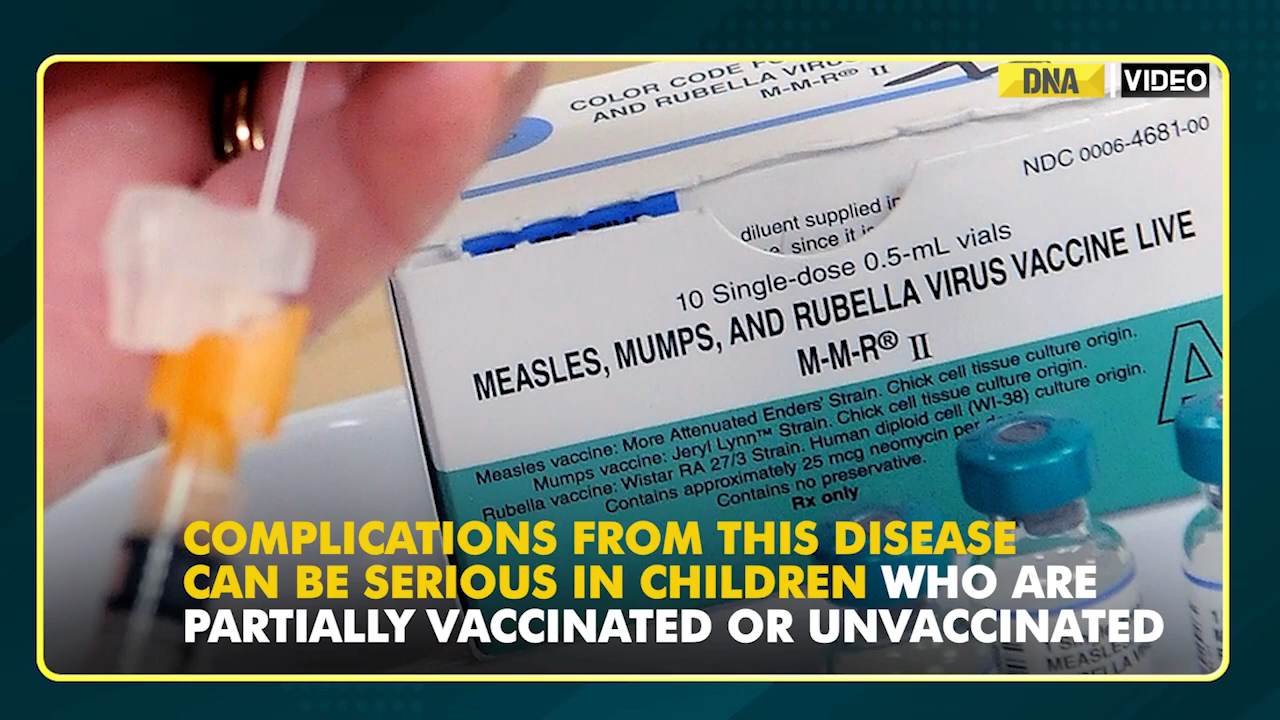 DNA VIDEO
COLOR CODE
AND RUBELLA VIRUS
M-M-R® II
NDC 0006-4681-00
diluent supplied in
since it is
10 Single-dose 0.5-mL vials
MEASLES, MUMPS, AND RUBELLA VIRUS VACCINE LIVE
M-M-R® II
Measles vaccine: More Attenuated Enders' Strain. Chick cell tissue culture origin.
Mumps vaccine: Jeryl Lynn™ Strain. Chick cell tissue culture origin.
Rubella vaccine: Wistar RA 27/3 Strain. Human diploid cell (WI-38) culture origin.
Contains approximately 25 mcg neomycin per
Contains no preservative.
Rx only
A
COMPLICATIONS FROM THIS DISEASE
CAN BE SERIOUS IN CHILDREN WHO ARE
PARTIALLY VACCINATED OR UNVACCINATED
MEASLES